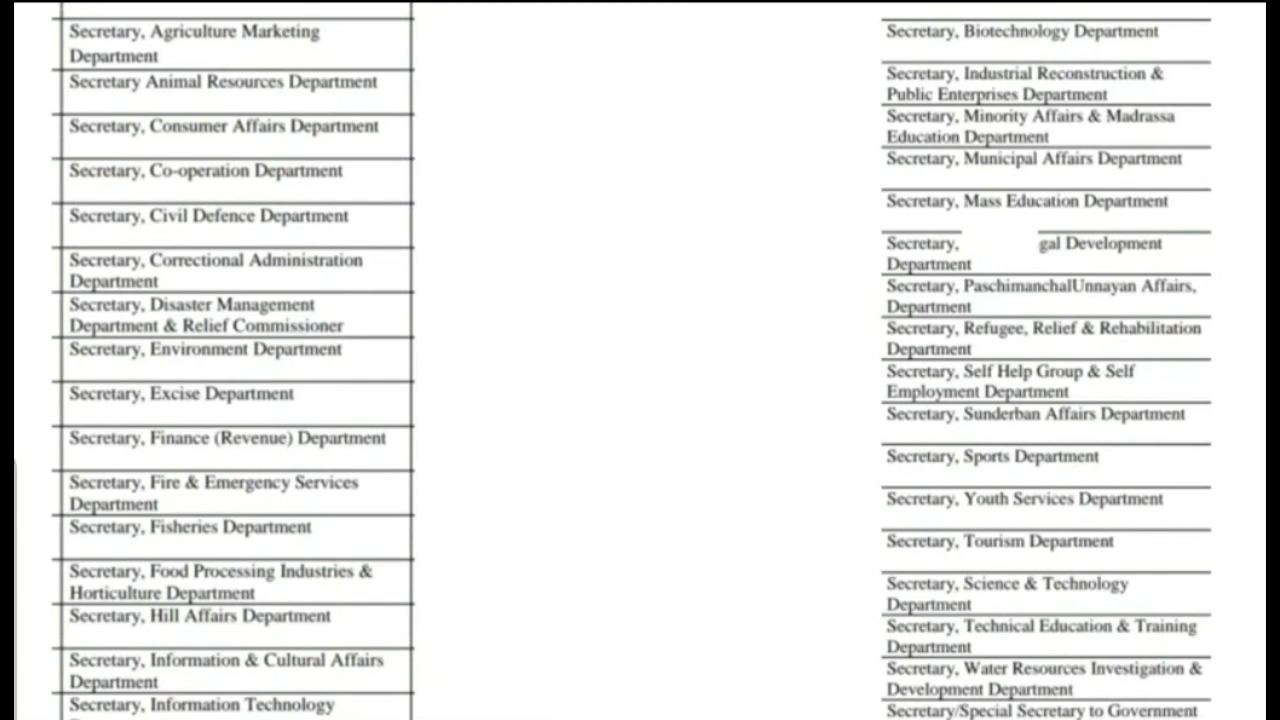 Secretary, Agriculture Marketing
Department
Secretary Animal Resources Department
Secretary, Consumer Affairs Department
Secretary, Co-operation Department
Secretary, Civil Defence Department
Secretary, Correctional Administration
Department
Secretary, Disaster Management
Department & Relief Commissioner
Secretary, Environment Department
Secretary, Excise Department
Secretary, Finance (Revenue) Department
Secretary, Fire & Emergency Services
Department
Secretary, Fisheries Department
Secretary, Food Processing Industries &
Horticulture Department
Secretary, Hill Affairs Department
Secretary, Information & Cultural Affairs
Department
Secretary, Information Technology
Secretary, Biotechnology Department
Secretary, Industrial Reconstruction &
Public Enterprises Department
Secretary, Minority Affairs & Madrassa
Education Department
Secretary, Municipal Affairs Department
Secretary, Mass Education Department
Secretary, gal Development
Department
Secretary, PaschimanchalUnnayan Affairs,
Department
Secretary, Refugee, Relief & Rehabilitation
Department
Secretary, Self Help Group & Self
Employment Department
Secretary, Sunderban Affairs Department
Secretary, Sports Department
Secretary, Youth Services Department
Secretary, Tourism Department
Secretary, Science & Technology
Department
Secretary, Technical Education & Training
Department
Secretary, Water Resources Investigation &
Development Department
Secretary/Special Secretary to Government